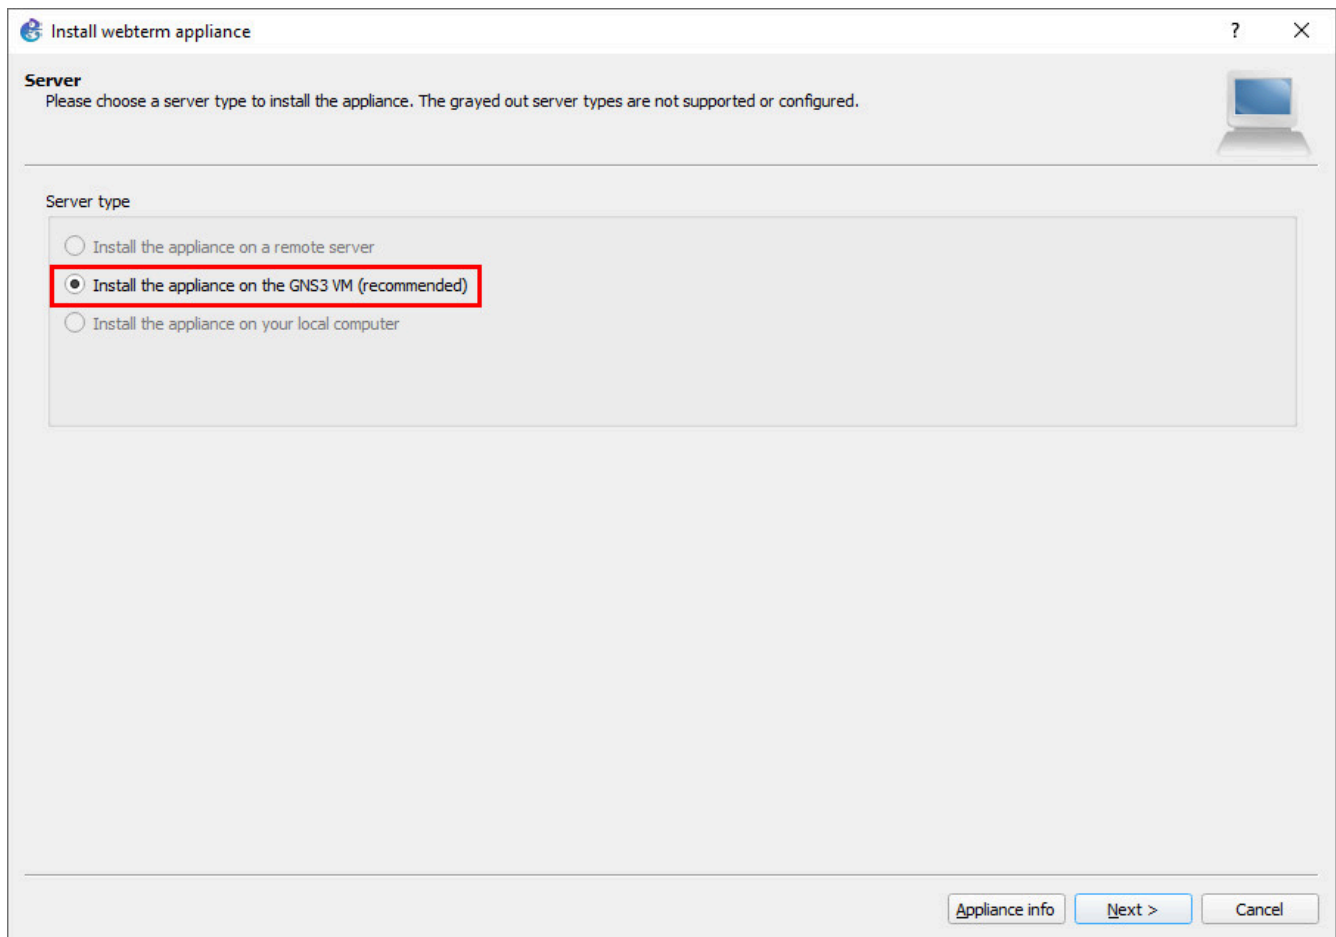 Install webterm appliance
?
Server
Please choose a server type to install the appliance. The grayed out server types are not supported or configured.
Server type
Install the appliance on a remote server
Install the appliance on the GNS3 VM (recommended)
Install the appliance on your local computer
Appliance info
Next >
Cancel